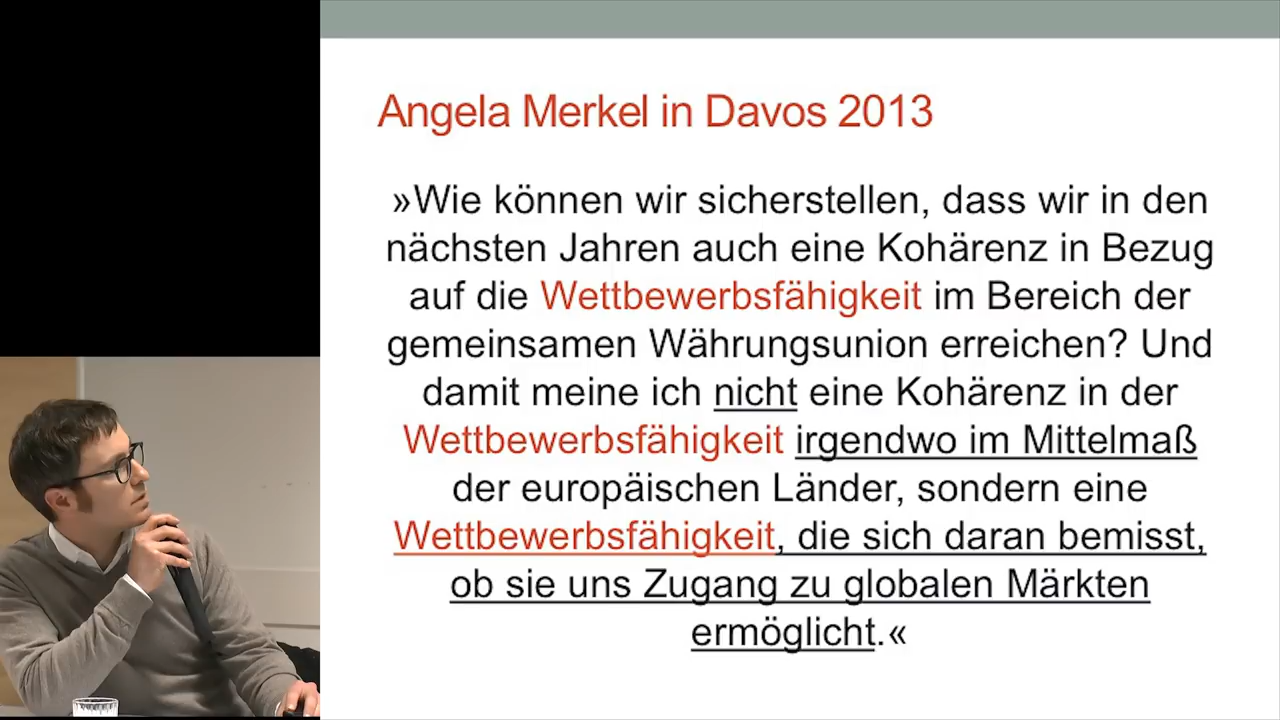 Angela Merkel in Davos 2013
»Wie können wir sicherstellen, dass wir in den
nächsten Jahren auch eine Kohärenz in Bezug
auf die Wettbewerbsfähigkeit im Bereich der
gemeinsamen Währungsunion erreichen? Und
damit meine ich nicht eine Kohärenz in der
Wettbewerbsfähigkeit irgendwo im Mittelmaß
der europäischen Länder, sondern eine
Wettbewerbsfähigkeit, die sich daran bemisst,
ob sie uns Zugang zu globalen Märkten
ermöglicht.«